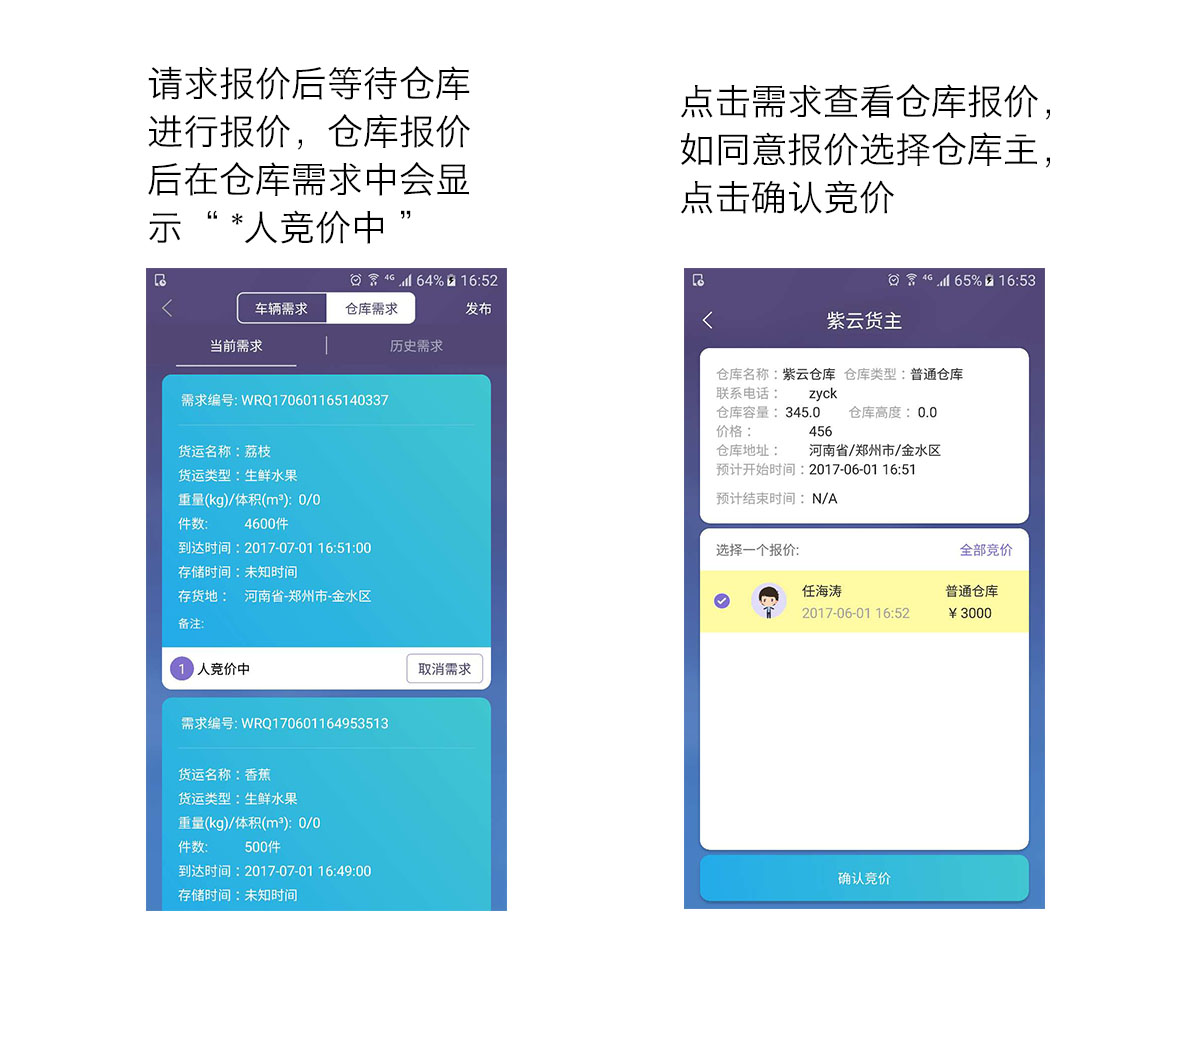 请求报价后等待仓库
进行报价，仓库报价
后在仓库需求中会显
示 “ *人竞价中 ”
点击需求查看仓库报价，
如同意报价选择仓库主，
点击确认竞价
4G 64% 16:52
车辆需求 仓库需求 发布
当前需求 历史需求
需求编号: WRQ170601165140337
货运名称：荔枝
货运类型：生鲜水果
重量(kg)/体积(m³): 0/0
件数: 4600件
到达时间：2017-07-01 16:51:00
存储时间：未知时间
存货地： 河南省-郑州市-金水区
备注:
1 人竞价中 取消需求
需求编号: WRQ170601164953513
货运名称：香蕉
货运类型：生鲜水果
重量(kg)/体积(m³): 0/0
件数: 500件
到达时间：2017-07-01 16:49:00
存储时间：未知时间
4G 65% 16:53
紫云货主
仓库名称：紫云仓库 仓库类型：普通仓库
联系电话： zyck
仓库容量： 345.0 仓库高度： 0.0
价格： 456
仓库地址： 河南省/郑州市/金水区
预计开始时间：2017-06-01 16:51
预计结束时间： N/A
选择一个报价: 全部竞价
任海涛 普通仓库
2017-06-01 16:52 ¥ 3000
确认竞价